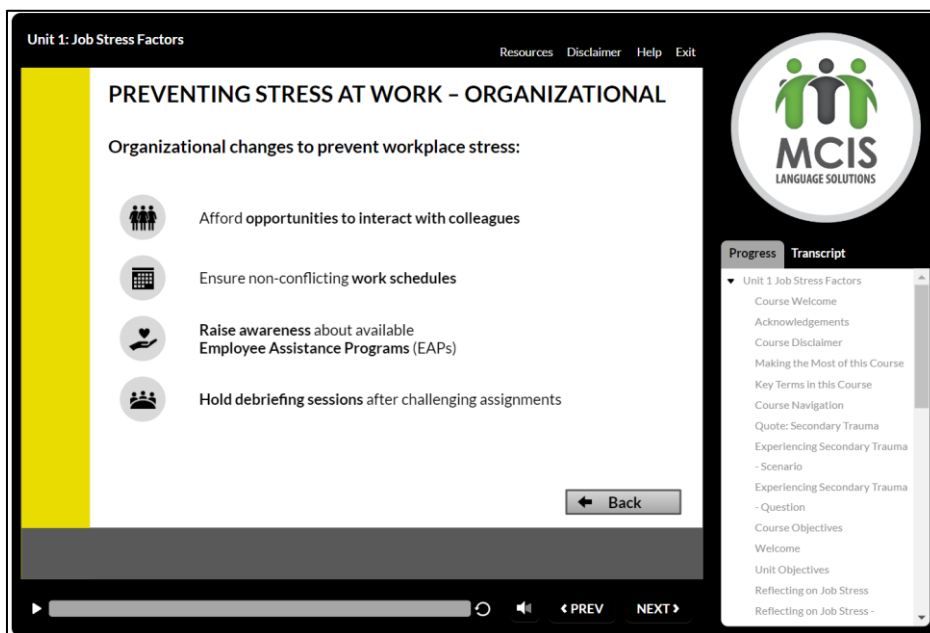 Unit 1: Job Stress Factors
Resources Disclaimer Help Exit
PREVENTING STRESS AT WORK – ORGANIZATIONAL
Organizational changes to prevent workplace stress:
Afford opportunities to interact with colleagues
Ensure non-conflicting work schedules
Raise awareness about available
Employee Assistance Programs (EAPs)
Hold debriefing sessions after challenging assignments
Back
PREV NEXT
MCIS
LANGUAGE SOLUTIONS
Progress Transcript
Unit 1 Job Stress Factors
Course Welcome
Acknowledgements
Course Disclaimer
Making the Most of this Course
Key Terms in this Course
Course Navigation
Quote: Secondary Trauma
Experiencing Secondary Trauma
- Scenario
Experiencing Secondary Trauma
- Question
Course Objectives
Welcome
Unit Objectives
Reflecting on Job Stress
Reflecting on Job Stress -